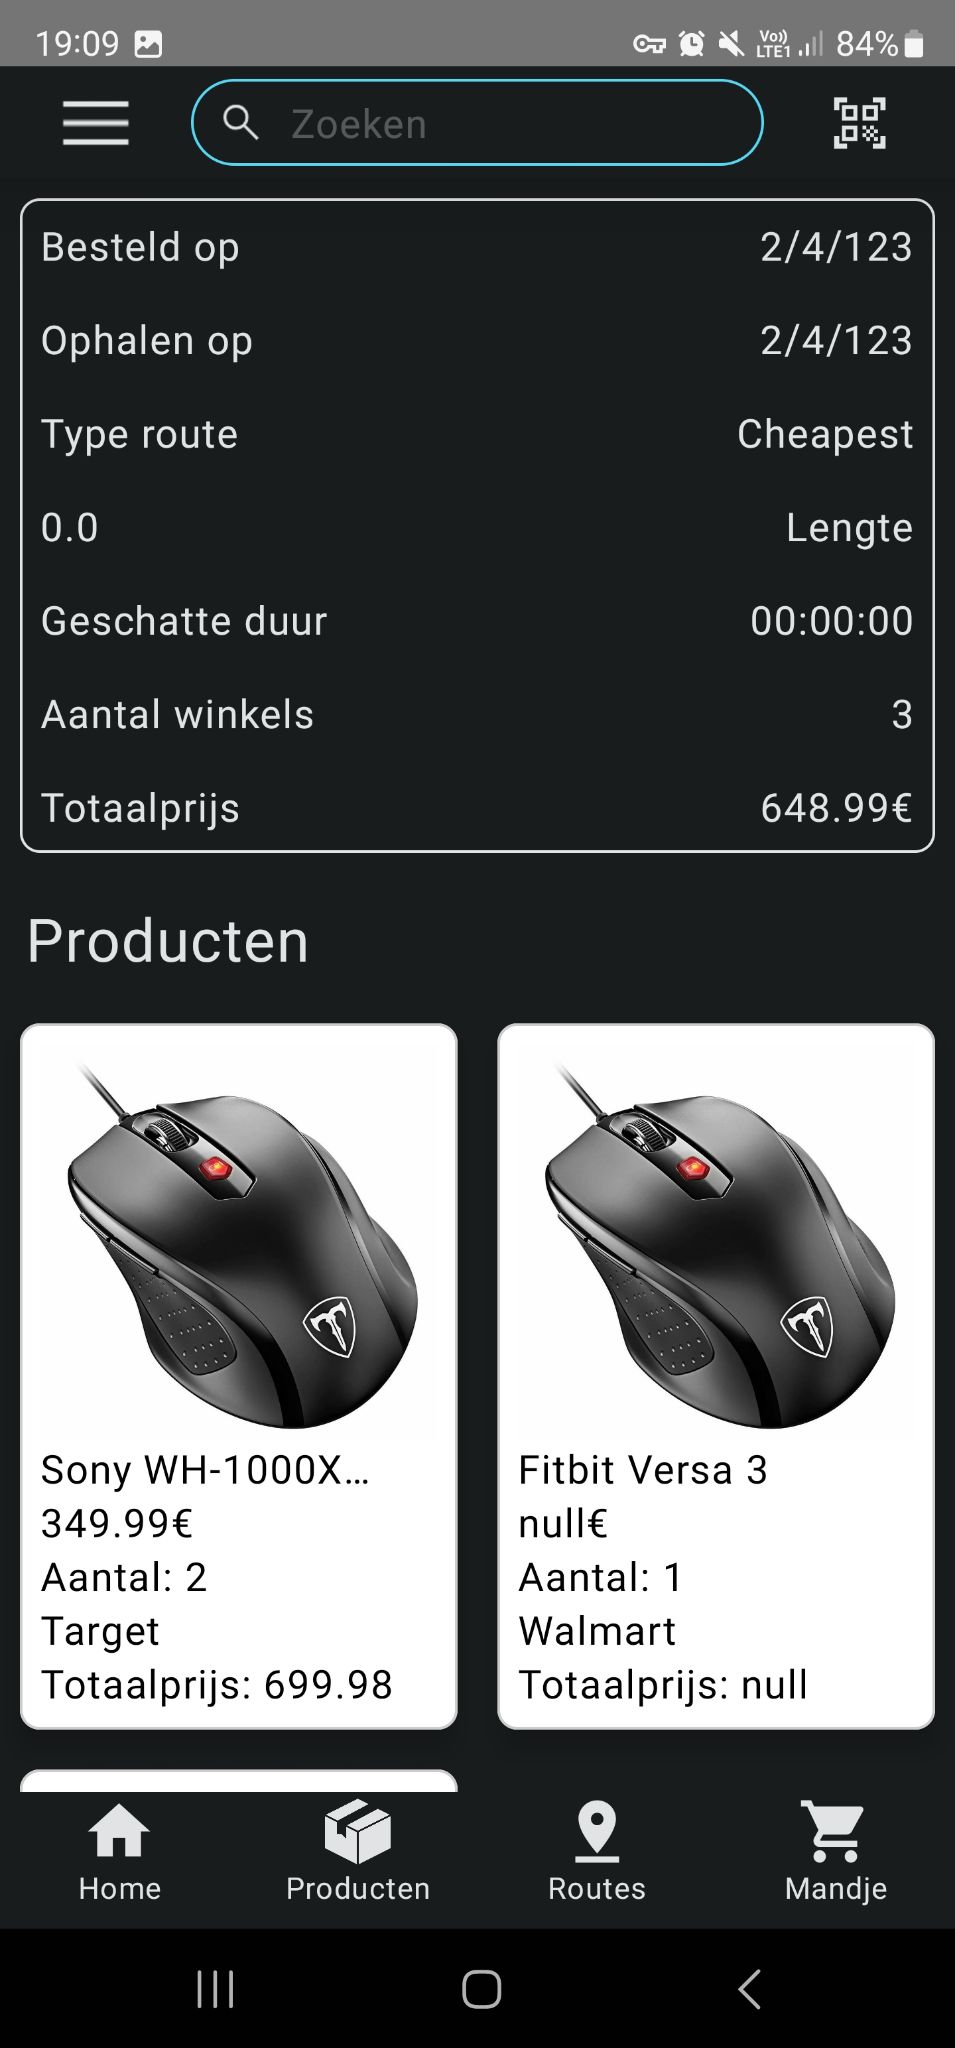 19:09
Vo))
LTE1
84%
Zoeken
Besteld op 2/4/123
Ophalen op 2/4/123
Type route Cheapest
0.0 Lengte
Geschatte duur 00:00:00
Aantal winkels 3
Totaalprijs 648.99€
Producten
Sony WH-1000X...
349.99€
Aantal: 2
Target
Totaalprijs: 699.98
Fitbit Versa 3
null€
Aantal: 1
Walmart
Totaalprijs: null
Home
Producten
Routes
Mandje